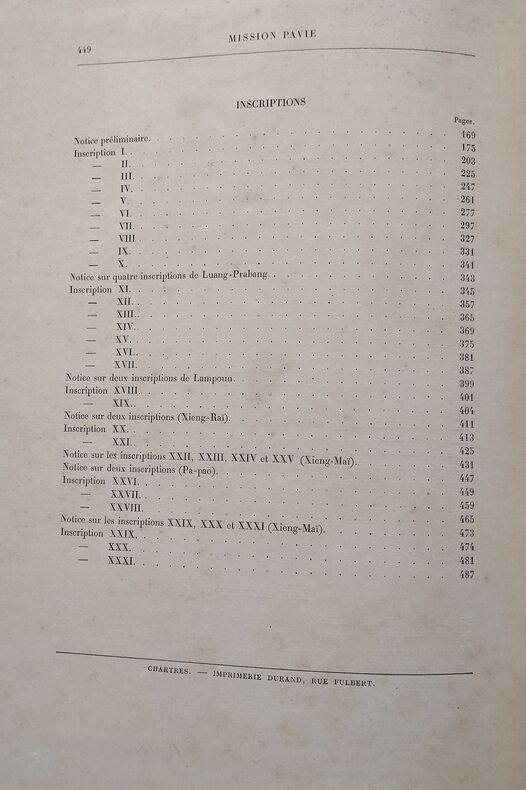 449
MISSION PAVIE
INSCRIPTIONS
Pages.
Notice préliminaire. 169
Inscription I. 175
— II. 203
— III. 225
— IV. 247
— V. 261
— VI. 277
— VII. 297
— VIII. 327
— IX. 331
— X. 341
Notice sur quatre inscriptions de Luang-Prabang. 343
Inscription XI. 345
— XII. 357
— XIII. 365
— XIV. 369
— XV. 375
— XVI. 381
— XVII. 387
Notice sur deux inscriptions de Lampoun. 399
Inscription XVIII. 401
— XIX. 404
Notice sur deux inscriptions (Xieng-Raï). 411
Inscription XX. 413
— XXI. 425
Notice sur les inscriptions XXII, XXIII, XXIV et XXV (Xieng-Maï). 431
Notice sur deux inscriptions (Pa-pao). 447
Inscription XXVI. 449
— XXVII. 459
— XXVIII. 465
Notice sur les inscriptions XXIX, XXX et XXXI (Xieng-Maï). 473
Inscription XXIX. 474
— XXX. 481
— XXXI. 487
CHARTRES. — IMPRIMERIE DURAND, RUE FULBERT.